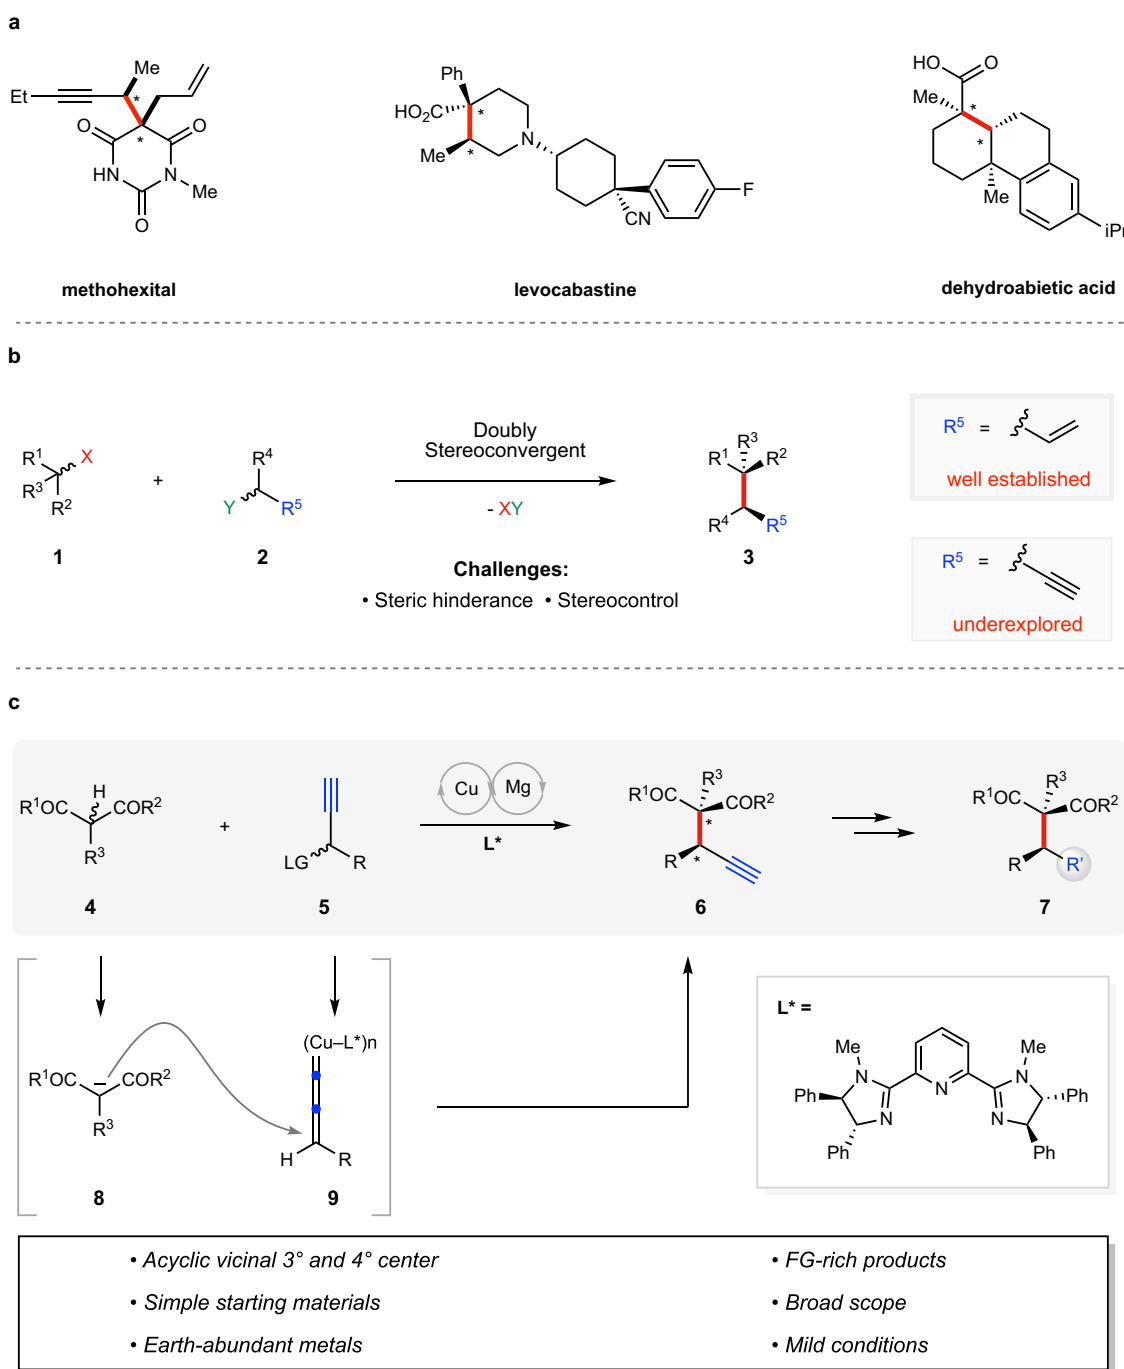 a
Et
Me
*
*
O
O
HN
N
Me
O
methohexital
Ph
HO₂C
*
Me
*
N
CN
F
levocabastine
HO
O
Me
*
*
Me
iPr
dehydroabietic acid
b
R¹
X
R³
R²
1
+
R⁴
Y
R⁵
2
Doubly
Stereoconvergent
- XY
Challenges:
• Steric hinderance • Stereocontrol
R³
R¹
R²
R⁴
R⁵
3
R⁵ =
well established
R⁵ =
underexplored
c
H
R¹OC
COR²
R³
4
+
LG
R
5
Cu
Mg
L*
R³
R¹OC
COR²
*
R
*
6
R³
R¹OC
COR²
R
R'
7
R¹OC
–
COR²
R³
8
(Cu–L*)n
H
R
9
L* =
Me
Me
N
N
N
Ph
N
N
Ph
Ph
Ph
• Acyclic vicinal 3° and 4° center
• Simple starting materials
• Earth-abundant metals
• FG-rich products
• Broad scope
• Mild conditions